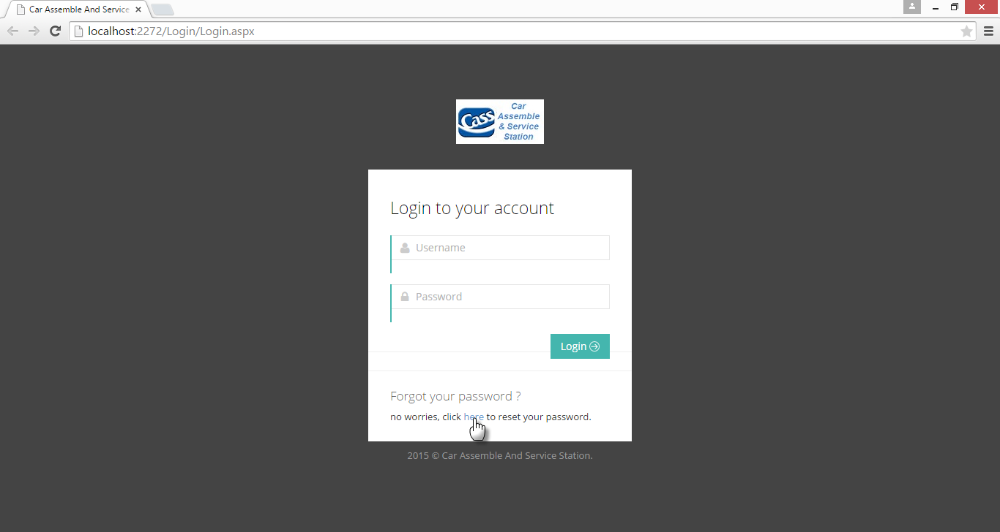 Car Assemble And Service
localhost:2272/Login/Login.aspx
Cass
Car
Assemble
& Service
Station
Login to your account
Username
Password
Login
Forgot your password ?
no worries, click here to reset your password.
2015 © Car Assemble And Service Station.